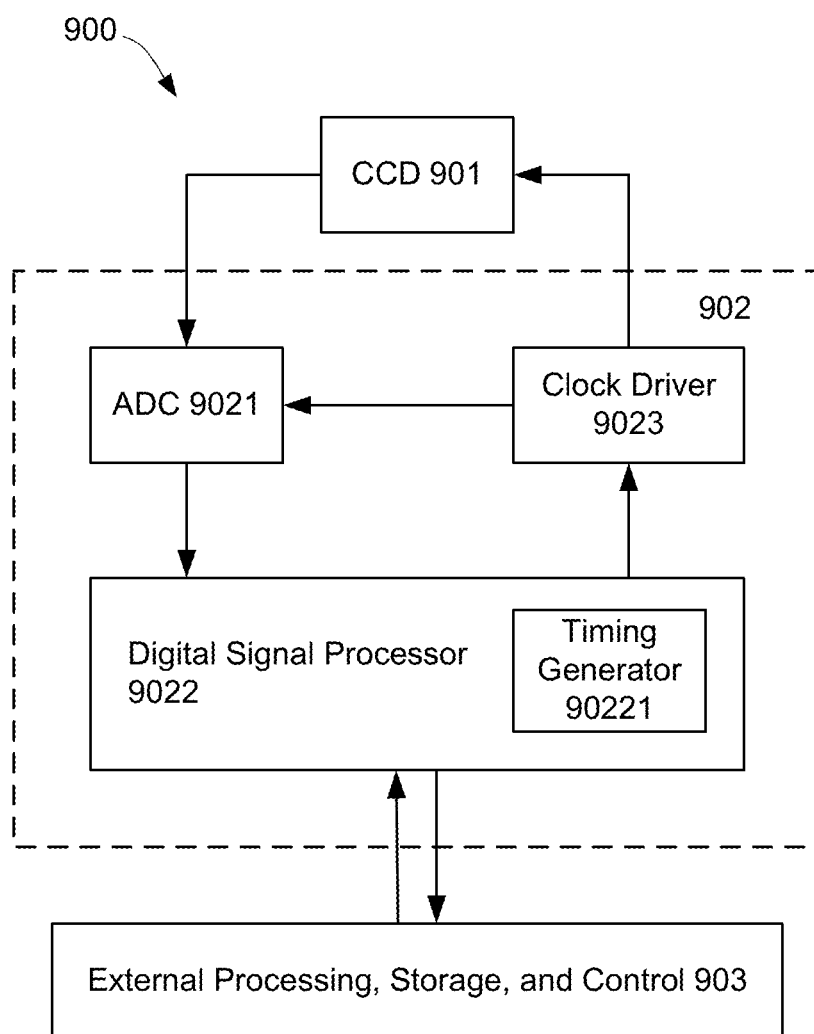 900
CCD 901
902
ADC 9021
Clock Driver
9023
Digital Signal Processor
9022
Timing
Generator
90221
External Processing, Storage, and Control 903